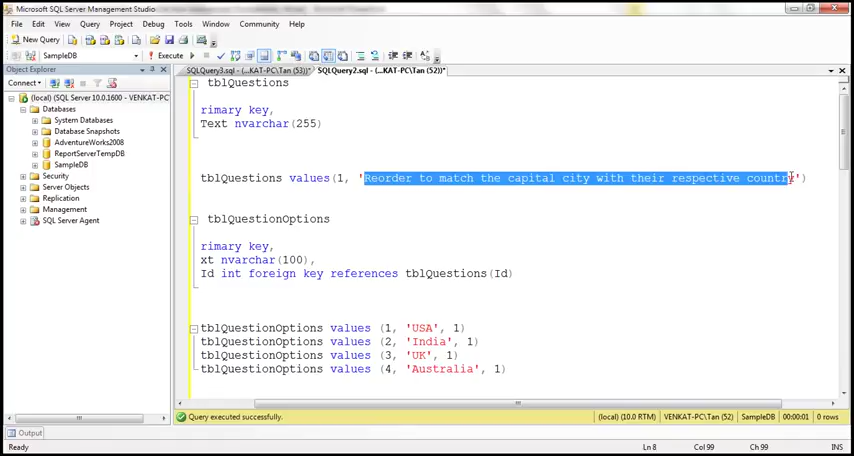 Microsoft SQL Server Management Studio
File Edit View Query Project Debug Tools Window Community Help
New Query
SampleDB Execute
Object Explorer
SQLQuery3.sql - (...KAT-PC\Tan (53))* SQLQuery2.sql - (...KAT-PC\Tan (52))*
Connect
(local) (SQL Server 10.0.1600 - VENKAT-P
Databases
System Databases
Database Snapshots
AdventureWorks2008
ReportServerTempDB
SampleDB
Security
Server Objects
Replication
Management
SQL Server Agent
tblQuestions
rimary key,
Text nvarchar(255)
tblQuestions values(1, 'Reorder to match the capital city with their respective country')
tblQuestionOptions
rimary key,
xt nvarchar(100),
Id int foreign key references tblQuestions(Id)
tblQuestionOptions values (1, 'USA', 1)
tblQuestionOptions values (2, 'India', 1)
tblQuestionOptions values (3, 'UK', 1)
tblQuestionOptions values (4, 'Australia', 1)
Query executed successfully. (local) (10.0 RTM) VENKAT-PC\Tan (52) SampleDB 00:00:01 0 rows
Output
Ready Ln 8 Col 99 Ch 99 INS